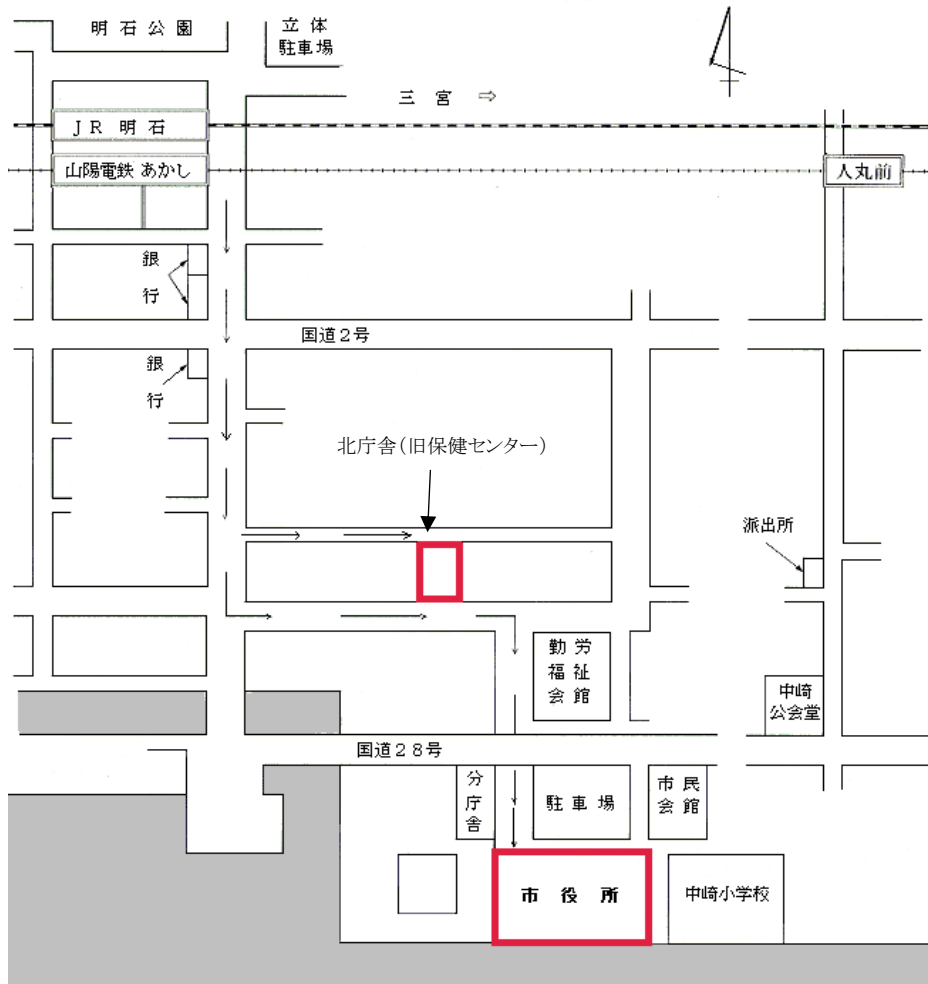 明石公園
立体
駐車場
三宮 ⇨
JR 明石
山陽電鉄 あかし
人丸前
銀
行
国道2号
銀
行
北庁舎(旧保健センター)
派出所
勤労
福祉
会館
中崎
公会堂
国道28号
分
庁
舎
駐車場
市民
会館
市役所
中崎小学校